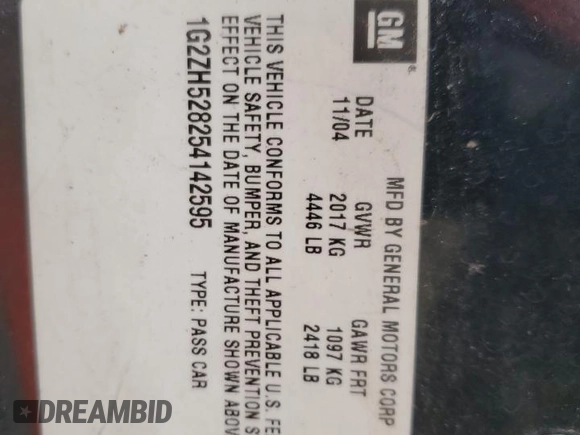 GM
MFD BY GENERAL MOTORS CORP
DATE GVWR GAWR FRT
11/04 2017 KG 1097 KG
4446 LB 2418 LB
THIS VEHICLE CONFORMS TO ALL APPLICABLE U.S. FE
VEHICLE SAFETY, BUMPER, AND THEFT PREVENTION S
EFFECT ON THE DATE OF MANUFACTURE SHOWN ABOV
1G2ZH528254142595 TYPE: PASS CAR
DREAMBID